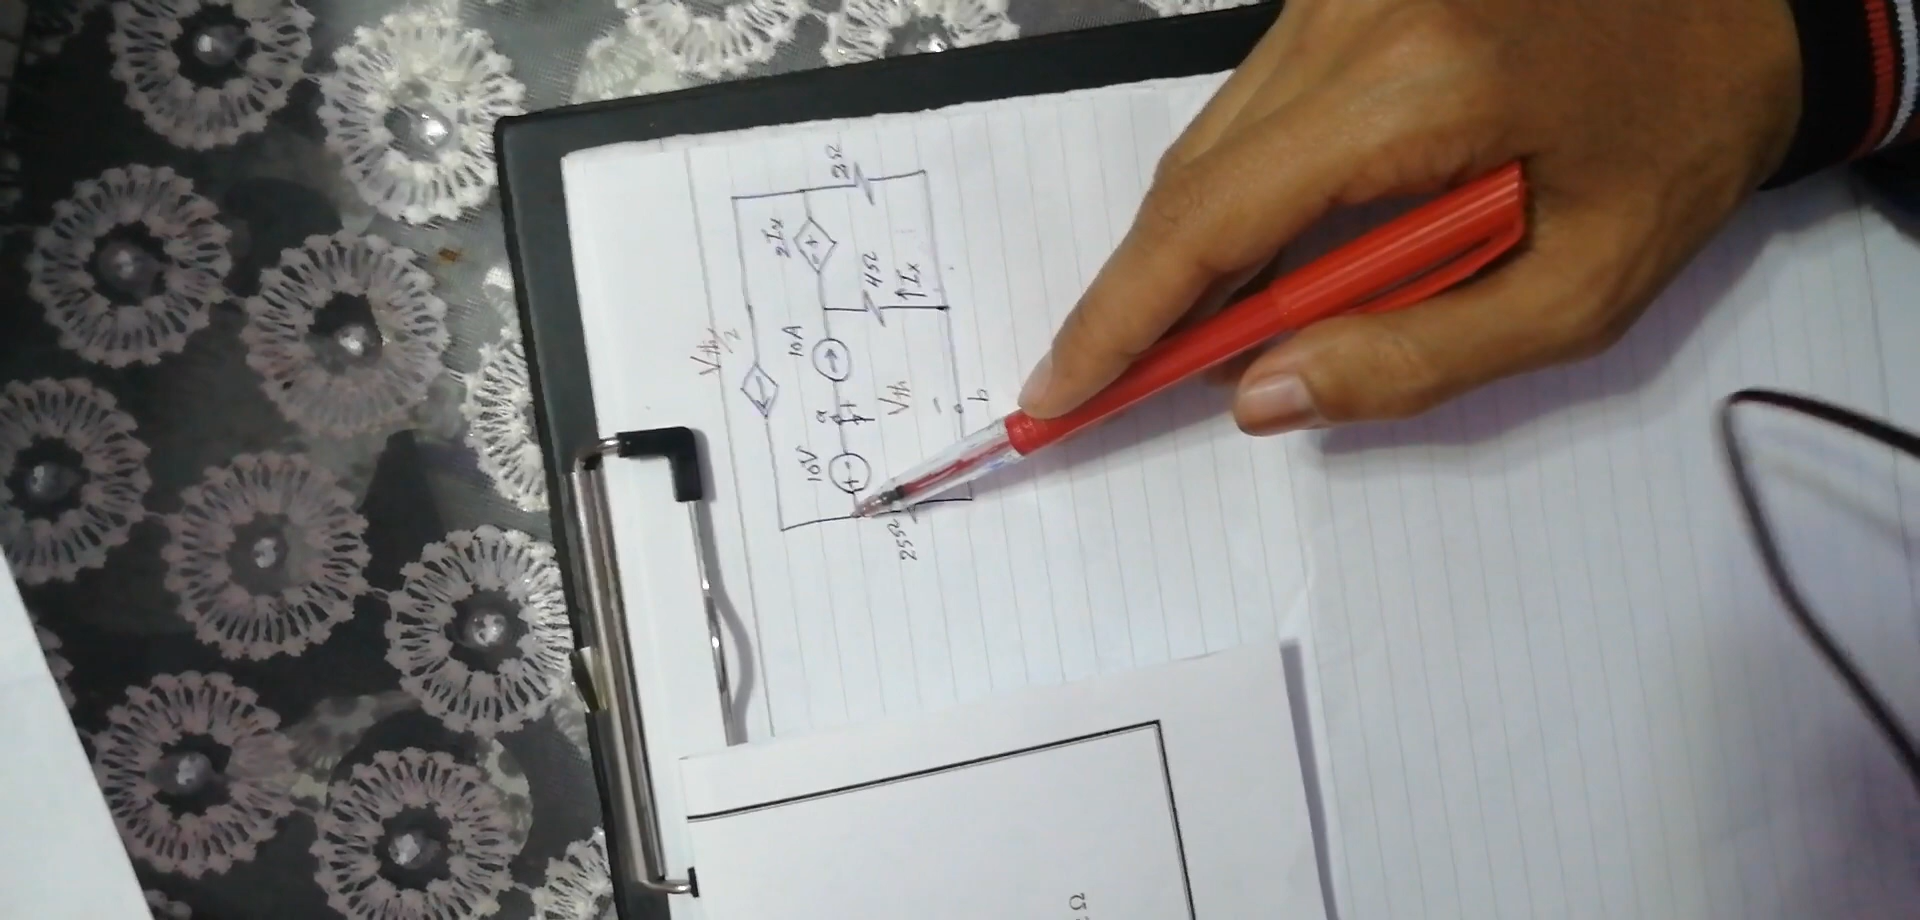 Vth/2
10V
a
10A
2Ix
+ -
+
- +
25Ω
Vth
4Ω
2Ω
-
↑Ix
b
Ω